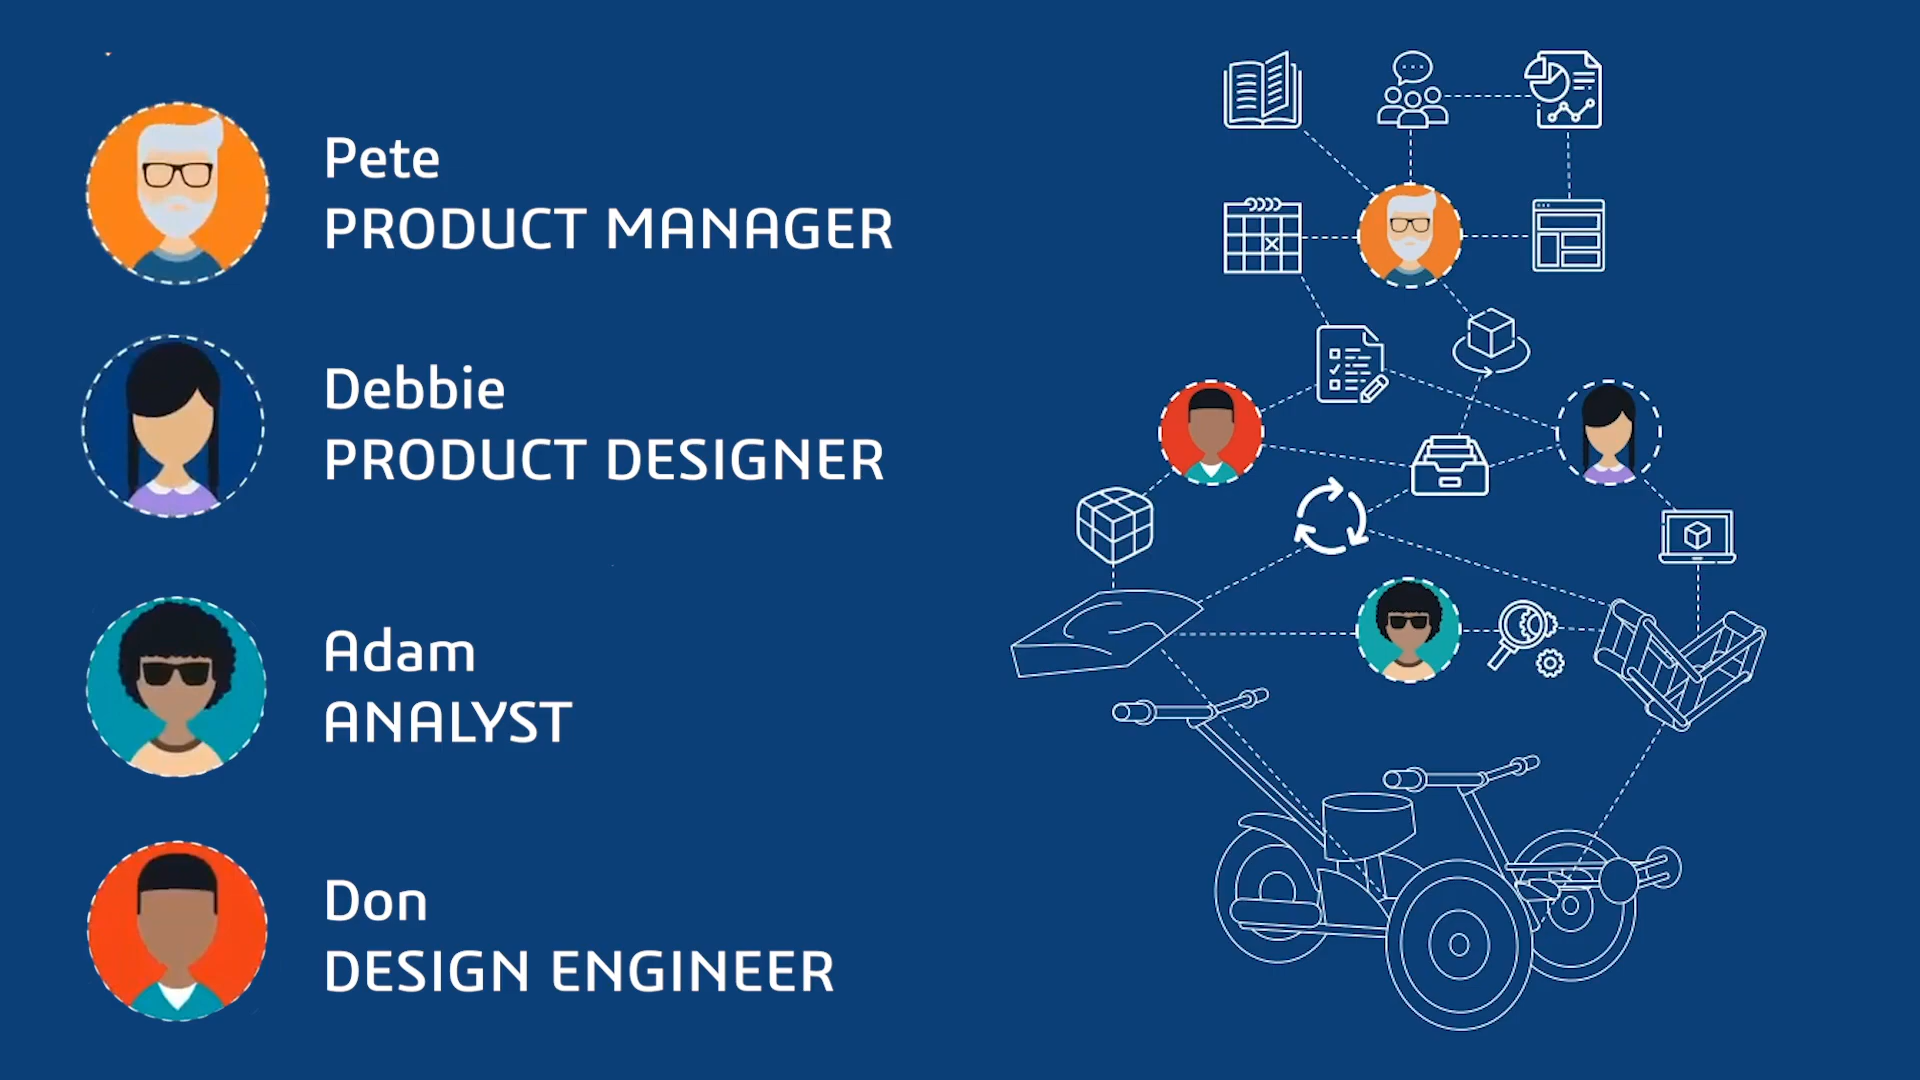 Pete
PRODUCT MANAGER
Debbie
PRODUCT DESIGNER
Adam
ANALYST
Don
DESIGN ENGINEER